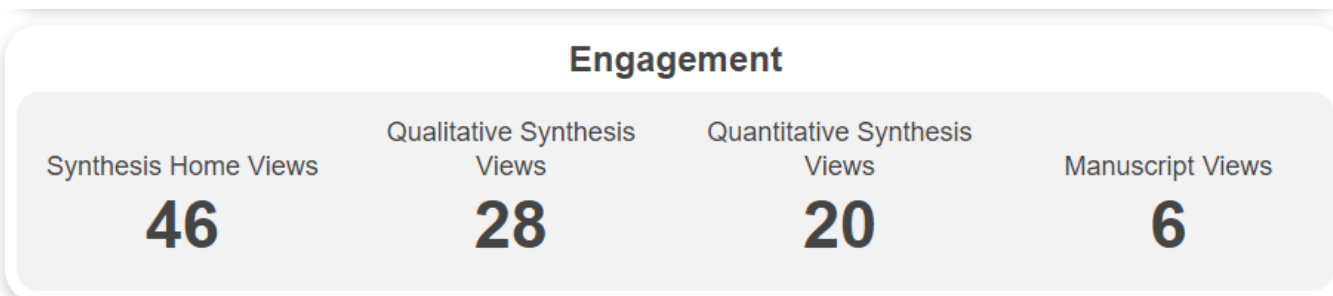 Engagement
Synthesis Home Views
46
Qualitative Synthesis
Views
28
Quantitative Synthesis
Views
20
Manuscript Views
6